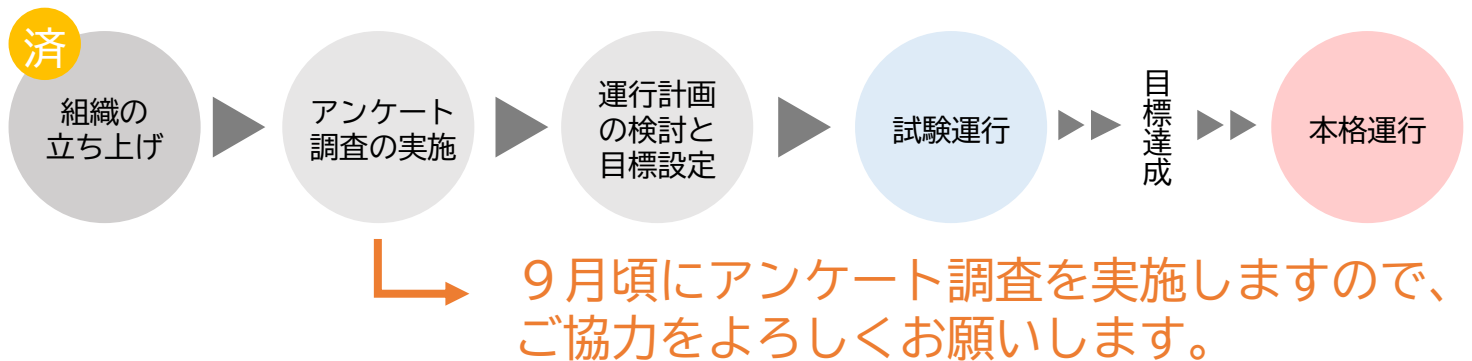 済
組織の
立ち上げ
アンケート
調査の実施
運行計画
の検討と
目標設定
試験運行
目標達成
本格運行
９月頃にアンケート調査を実施しますので、
ご協力をよろしくお願いします。